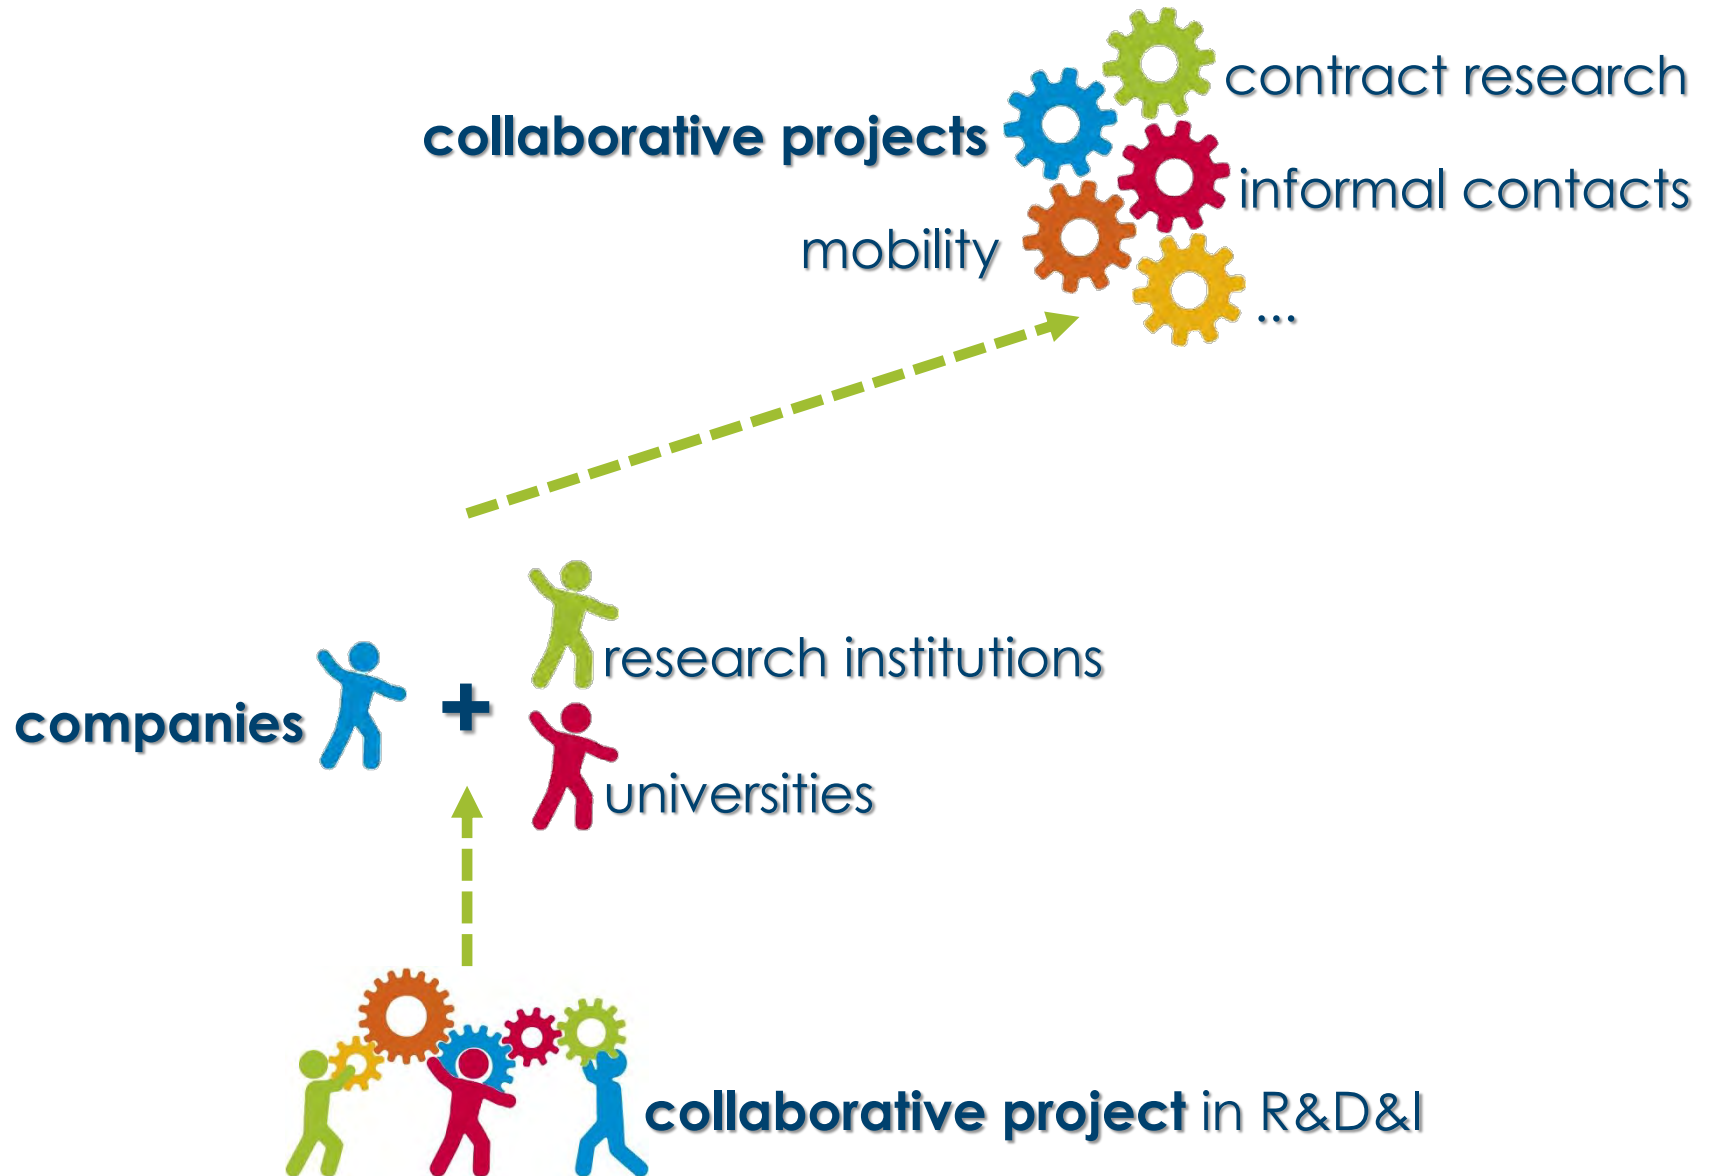 contract research
collaborative projects
informal contacts
mobility
...
research institutions
companies
+
universities
collaborative project in R&D&I